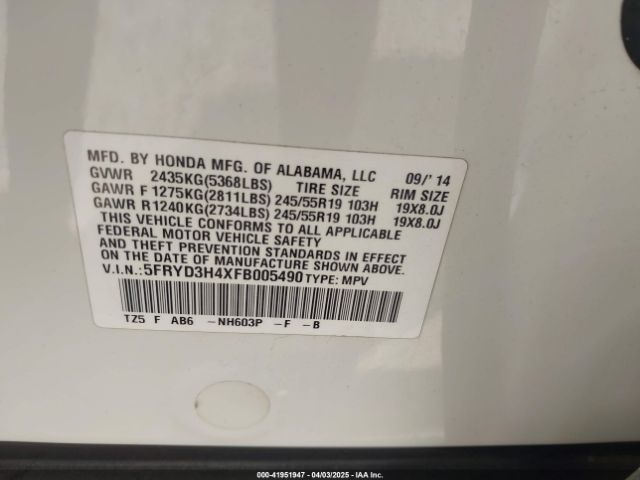 MFD. BY HONDA MFG. OF ALABAMA, LLC 09/'14
GVWR 2435KG(5368LBS) TIRE SIZE RIM SIZE
GAWR F 1275KG(2811LBS) 245/55R19 103H 19X8.0J
GAWR R 1240KG(2734LBS) 245/55R19 103H 19X8.0J
THIS VEHICLE CONFORMS TO ALL APPLICABLE
FEDERAL MOTOR VEHICLE SAFETY
AND THEFT PREVENTION STANDARDS IN EFFECT
ON THE DATE OF MANUFACTURE SHOWN ABOVE.
V.I.N.:5FRYD3H4XFB005490 TYPE: MPV
TZ5 F AB6 -NH603P -F -B
000-41951947 - 04/03/2025 - IAA Inc.